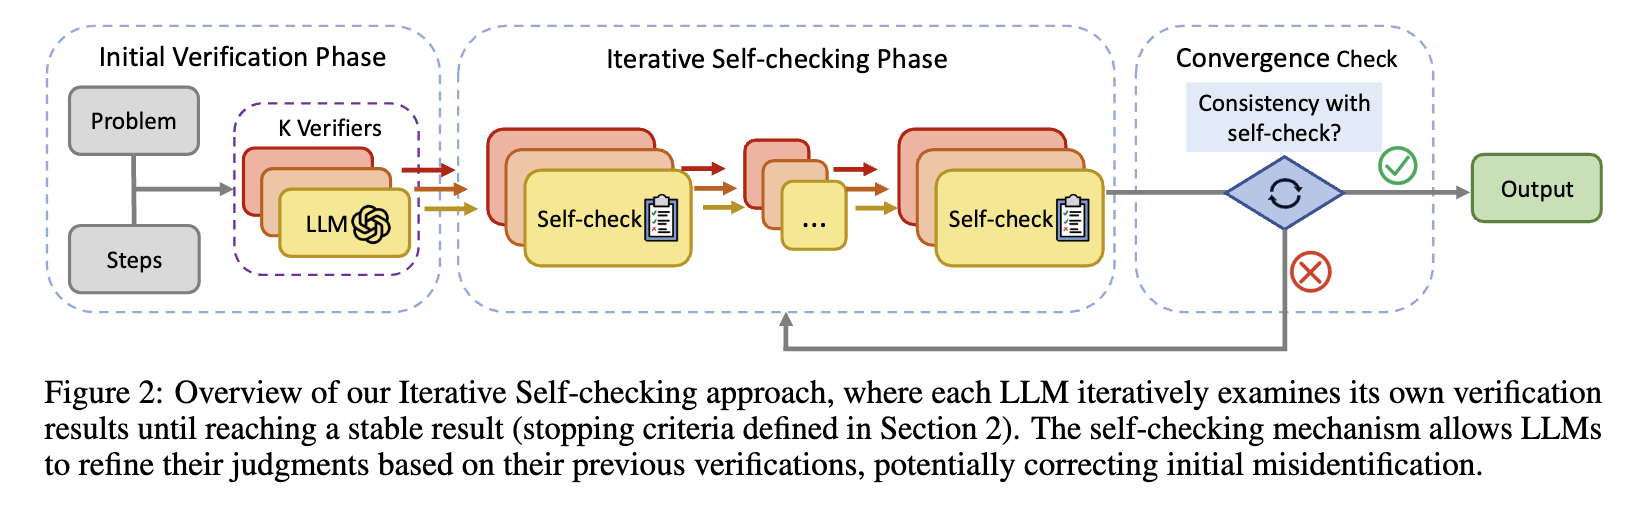 Initial Verification Phase
Problem
Steps
K Verifiers
LLM
Iterative Self-checking Phase
Self-check
...
Self-check
Convergence Check
Consistency with
self-check?
Output
Figure 2: Overview of our Iterative Self-checking approach, where each LLM iteratively examines its own verification
results until reaching a stable result (stopping criteria defined in Section 2). The self-checking mechanism allows LLMs
to refine their judgments based on their previous verifications, potentially correcting initial misidentification.